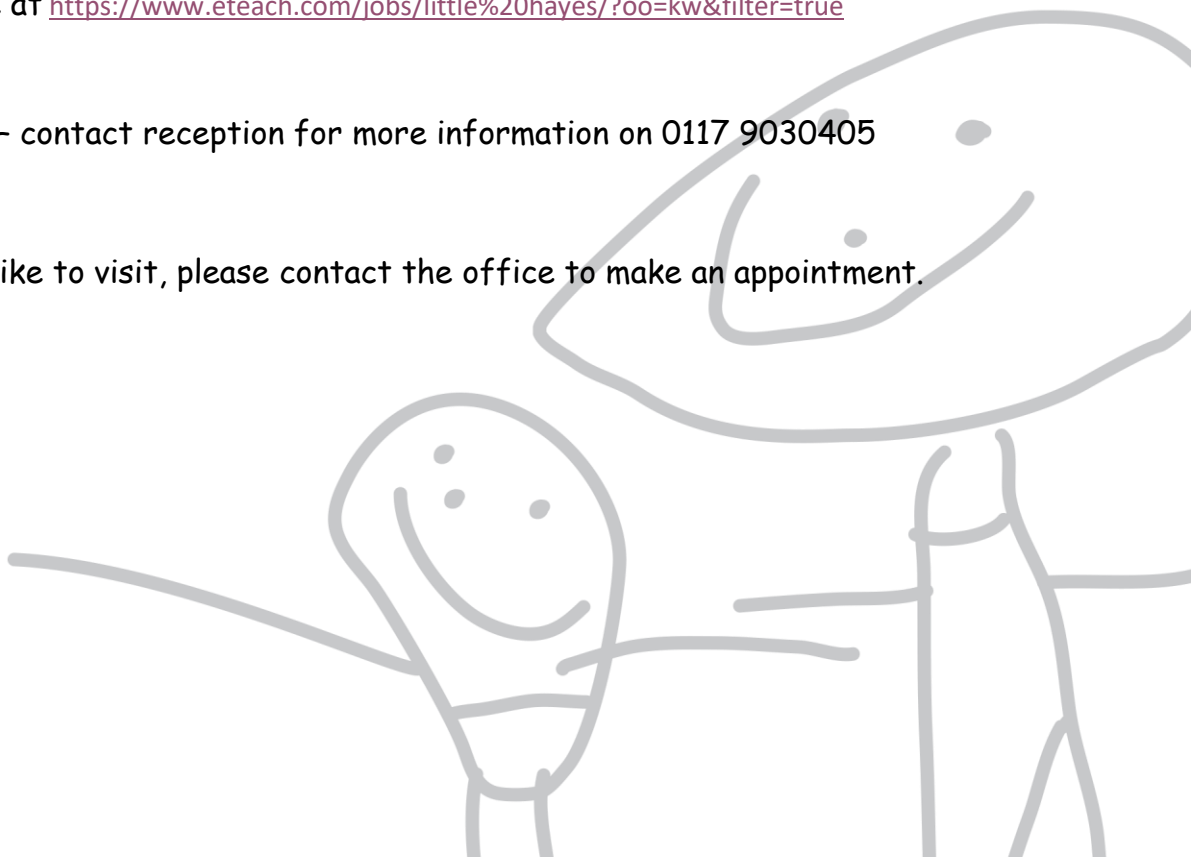 at https://www.eteach.com/jobs/little%20hayes/?oo=kw&filter=true
- contact reception for more information on 0117 9030405
ike to visit, please contact the office to make an appointment.